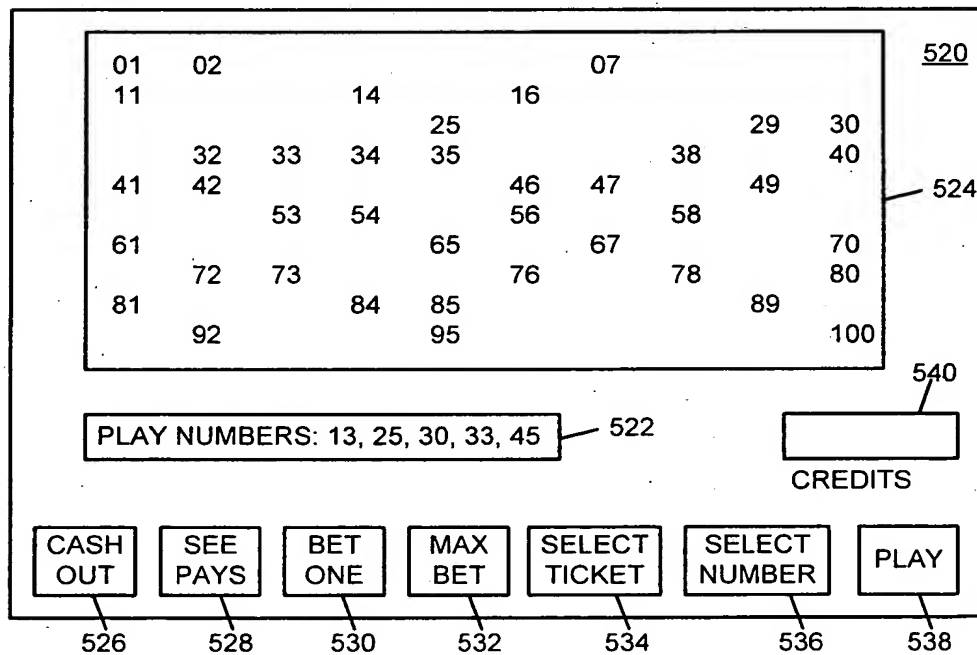 01 02 07 520
11 14 16
25 29 30
32 33 34 35 38 40
41 42 46 47 49 524
53 54 56 58
61 65 67 70
72 73 76 78 80
81 84 85 89
92 95 100
540
PLAY NUMBERS: 13, 25, 30, 33, 45 522
CREDITS
CASH OUT
SEE PAYS
BET ONE
MAX BET
SELECT TICKET
SELECT NUMBER
PLAY
526 528 530 532 534 536 538